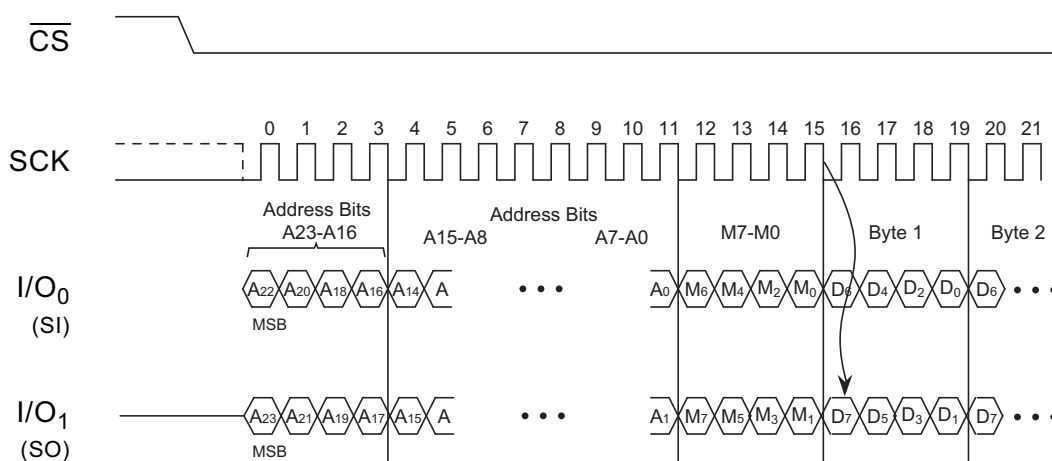 CS
0 1 2 3 4 5 6 7 8 9 10 11 12 13 14 15 16 17 18 19 20 21
SCK
Address Bits
A23-A16
Address Bits
A15-A8
A7-A0
M7-M0
Byte 1
Byte 2
I/O0
(SI)
A22 A20 A18 A16 A14 A • • • A0 M6 M4 M2 M0 D6 D4 D2 D0 D6 • • •
MSB
I/O1
(SO)
A23 A21 A19 A17 A15 A • • • A1 M7 M5 M3 M1 D7 D5 D3 D1 D7 • • •
MSB